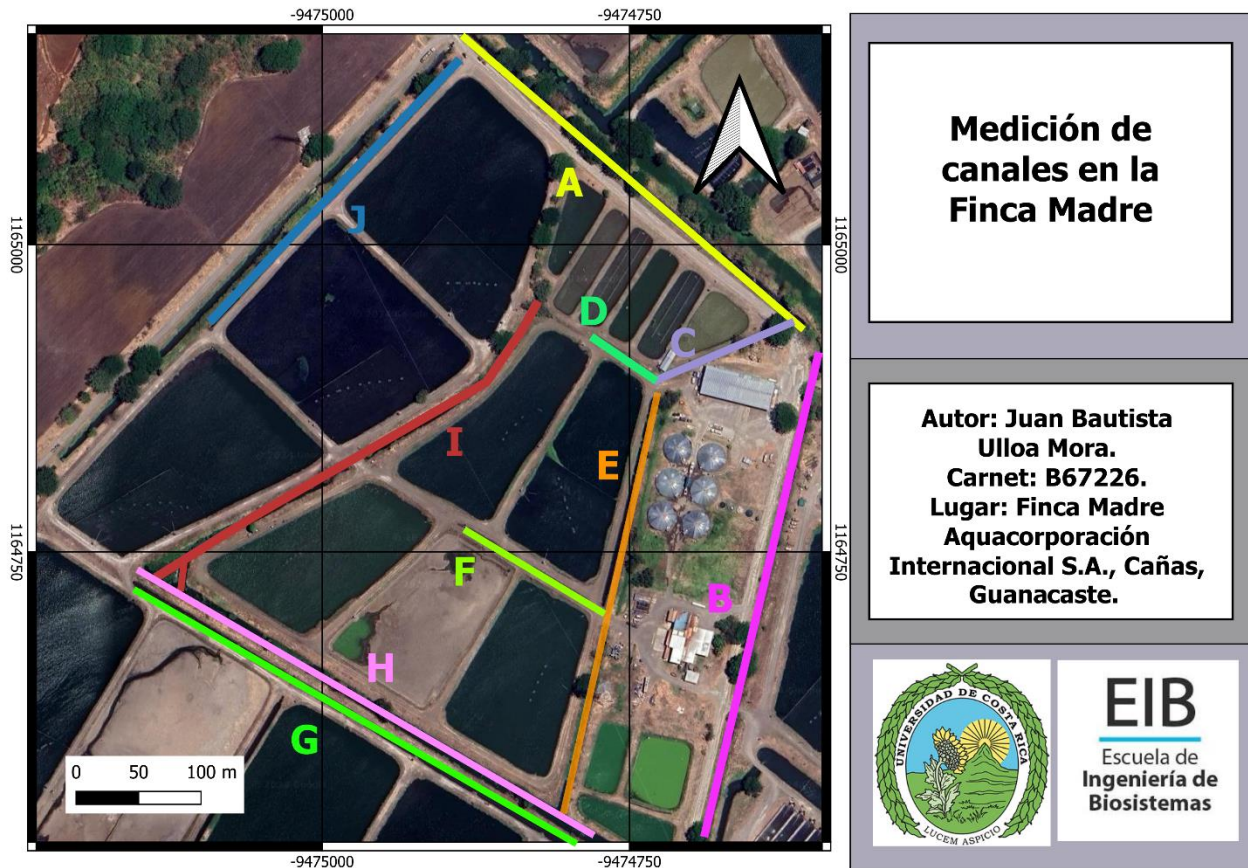 -9475000
-9474750
1165000
1165000
1164750
1164750
A
J
D
C
I
E
F
B
H
G
0 50 100 m
-9475000
-9474750
Medición de
canales en la
Finca Madre
Autor: Juan Bautista
Ulloa Mora.
Carnet: B67226.
Lugar: Finca Madre
Aquacorporación
Internacional S.A., Cañas,
Guanacaste.
UNIVERSIDAD DE COSTA RICA
LUCEM ASPICIO
EIB
Escuela de
Ingeniería de
Biosistemas